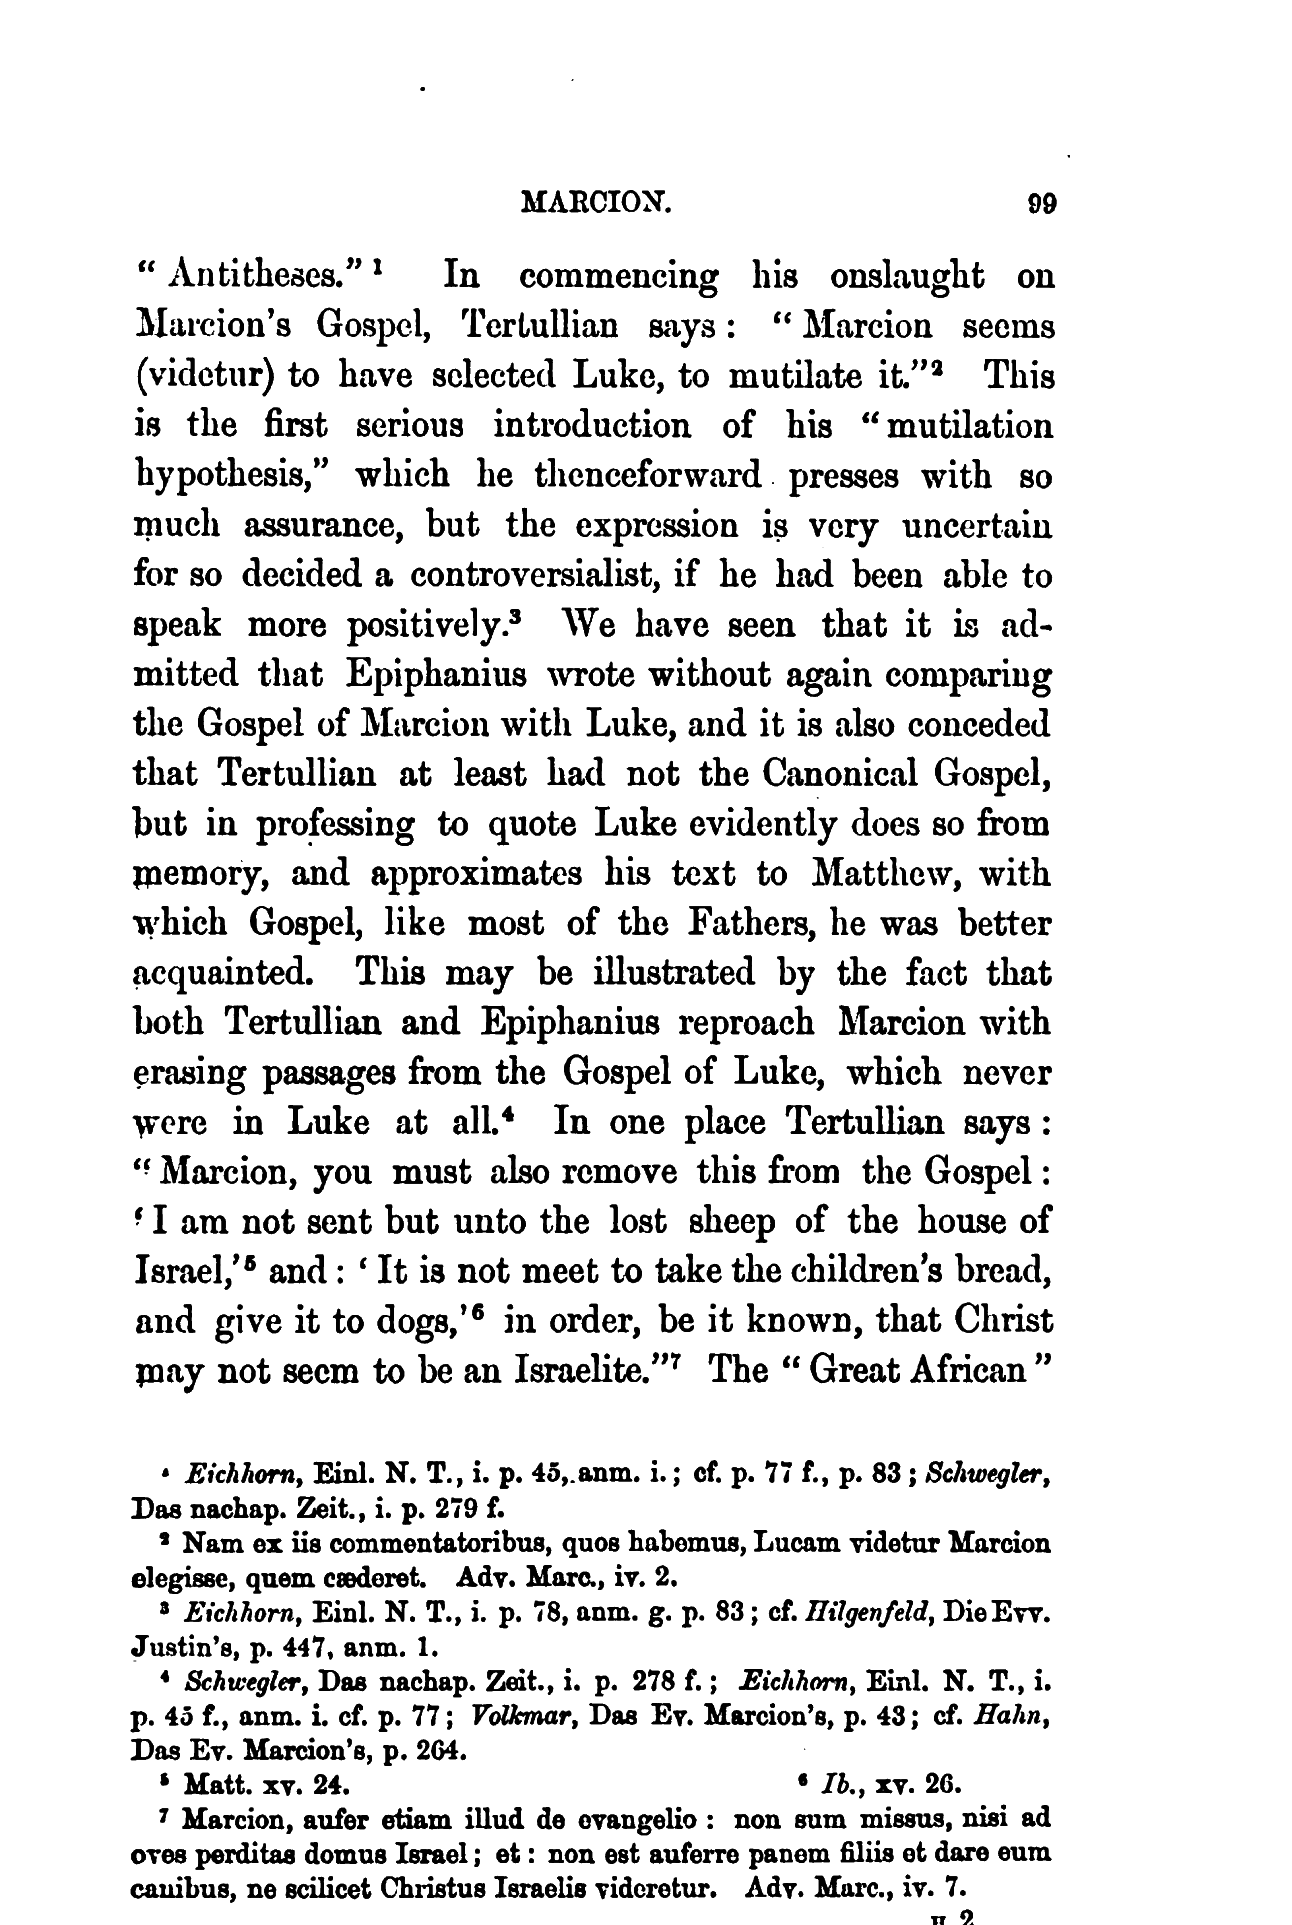 MARCION. 99
“ Antitheses.” ¹ In commencing his onslaught on
Marcion’s Gospel, Tertullian says : “ Marcion seems
(videtur) to have selected Luke, to mutilate it.”² This
is the first serious introduction of his “ mutilation
hypothesis,” which he thenceforward presses with so
much assurance, but the expression is very uncertain
for so decided a controversialist, if he had been able to
speak more positively.³ We have seen that it is ad-
mitted that Epiphanius wrote without again comparing
the Gospel of Marcion with Luke, and it is also conceded
that Tertullian at least had not the Canonical Gospel,
but in professing to quote Luke evidently does so from
memory, and approximates his text to Matthew, with
which Gospel, like most of the Fathers, he was better
acquainted. This may be illustrated by the fact that
both Tertullian and Epiphanius reproach Marcion with
erasing passages from the Gospel of Luke, which never
were in Luke at all.⁴ In one place Tertullian says :
“ Marcion, you must also remove this from the Gospel :
‘ I am not sent but unto the lost sheep of the house of
Israel,’⁵ and : ‘ It is not meet to take the children’s bread,
and give it to dogs,’⁶ in order, be it known, that Christ
may not seem to be an Israelite.”⁷ The “ Great African ”
¹ Eichhorn, Einl. N. T., i. p. 45, anm. i. ; cf. p. 77 f., p. 83 ; Schwegler,
Das nachap. Zeit., i. p. 279 f.
² Nam ex iis commentatoribus, quos habemus, Lucam videtur Marcion
elegisse, quem cæderet. Adv. Marc., iv. 2.
³ Eichhorn, Einl. N. T., i. p. 78, anm. g. p. 83 ; cf. Hilgenfeld, Die Evv.
Justin’s, p. 447, anm. 1.
⁴ Schwegler, Das nachap. Zeit., i. p. 278 f. ; Eichhorn, Einl. N. T., i.
p. 45 f., anm. i. cf. p. 77 ; Volkmar, Das Ev. Marcion’s, p. 43 ; cf. Hahn,
Das Ev. Marcion’s, p. 264.
⁵ Matt. xv. 24. ⁶ Ib., xv. 26.
⁷ Marcion, aufer etiam illud de evangelio : non sum missus, nisi ad
oves perditas domus Israel ; et : non est auferre panem filiis et dare eum
canibus, ne scilicet Christus Israelis videretur. Adv. Marc., iv. 7.
H 2